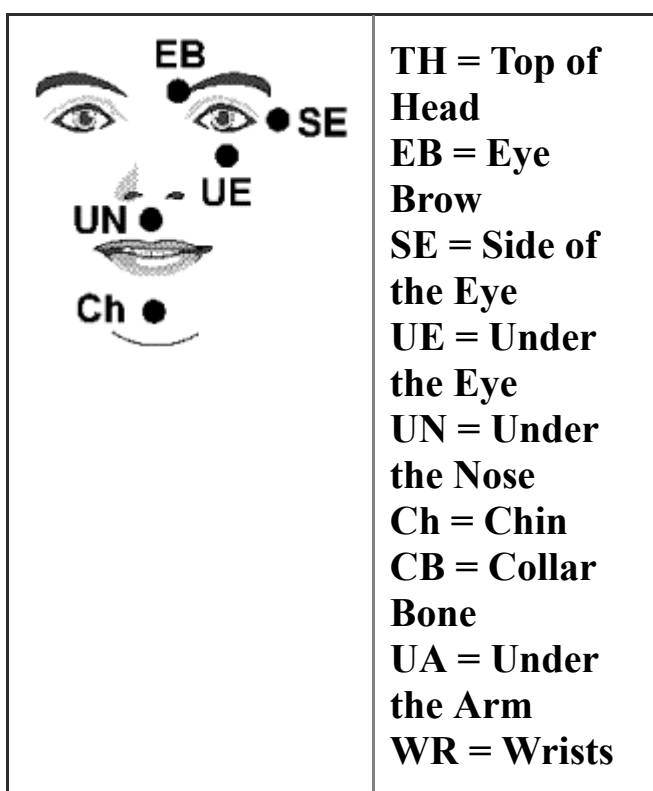 EB
SE
UE
UN
Ch
TH = Top of
Head
EB = Eye
Brow
SE = Side of
the Eye
UE = Under
the Eye
UN = Under
the Nose
Ch = Chin
CB = Collar
Bone
UA = Under
the Arm
WR = Wrists